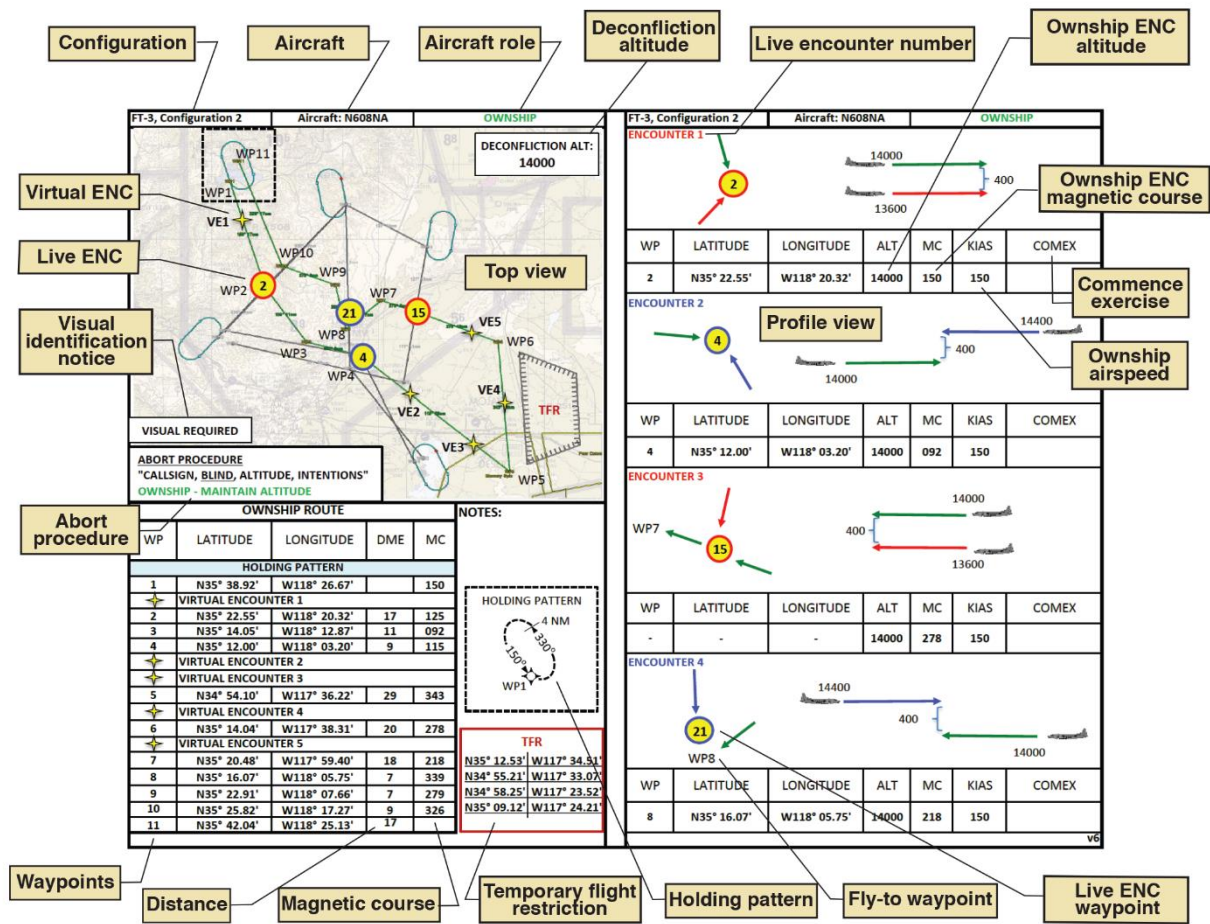 Configuration
Aircraft
Aircraft role
Deconfliction
altitude
Live encounter number
Ownship ENC
altitude
FT-3, Configuration 2 Aircraft: N608NA OWNSHIP
DECONFLICTION ALT:
14000
WP11
WP1
VE1
WP10
WP9
2
WP2
WP7
21
15
WP8
VE5
WP3
WP6
4
WP4
VE2
VE4
TFR
VE3
WP5
Top view
Virtual ENC
Live ENC
Visual
identification
notice
VISUAL REQUIRED
ABORT PROCEDURE
"CALLSIGN, BLIND, ALTITUDE, INTENTIONS"
OWNSHIP - MAINTAIN ALTITUDE
Abort
procedure
OWNSHIP ROUTE
WP LATITUDE LONGITUDE DME MC
HOLDING PATTERN
1 N35° 38.92' W118° 26.67' 150
VIRTUAL ENCOUNTER 1
2 N35° 22.55' W118° 20.32' 17 125
3 N35° 14.05' W118° 12.87' 11 092
4 N35° 12.00' W118° 03.20' 9 115
VIRTUAL ENCOUNTER 2
VIRTUAL ENCOUNTER 3
5 N34° 54.10' W117° 36.22' 29 343
VIRTUAL ENCOUNTER 4
6 N35° 14.04' W117° 38.31' 20 278
VIRTUAL ENCOUNTER 5
7 N35° 20.48' W117° 59.40' 18 218
8 N35° 16.07' W118° 05.75' 7 339
9 N35° 22.91' W118° 07.66' 7 279
10 N35° 25.82' W118° 17.27' 9 326
11 N35° 42.04' W118° 25.13' 17
NOTES:
HOLDING PATTERN
4 NM
330°
150°
WP1
TFR
N35° 12.53' W117° 34.51'
N34° 55.21' W117° 33.07'
N34° 58.25' W117° 23.52'
N35° 09.12' W117° 24.21'
FT-3, Configuration 2 Aircraft: N608NA OWNSHIP
ENCOUNTER 1
2
14000
400
13600
WP LATITUDE LONGITUDE ALT MC KIAS COMEX
2 N35° 22.55' W118° 20.32' 14000 150 150
ENCOUNTER 2
4
Profile view
14400
400
14000
WP LATITUDE LONGITUDE ALT MC KIAS COMEX
4 N35° 12.00' W118° 03.20' 14000 092 150
ENCOUNTER 3
WP7
15
14000
400
13600
WP LATITUDE LONGITUDE ALT MC KIAS COMEX
- - - 14000 278 150
ENCOUNTER 4
21
WP8
14400
400
14000
WP LATITUDE LONGITUDE ALT MC KIAS COMEX
8 N35° 16.07' W118° 05.75' 14000 218 150
v6
Ownship ENC
magnetic course
Commence
exercise
Ownship
airspeed
Waypoints
Distance
Magnetic course
Temporary flight
restriction
Holding pattern
Fly-to waypoint
Live ENC
waypoint